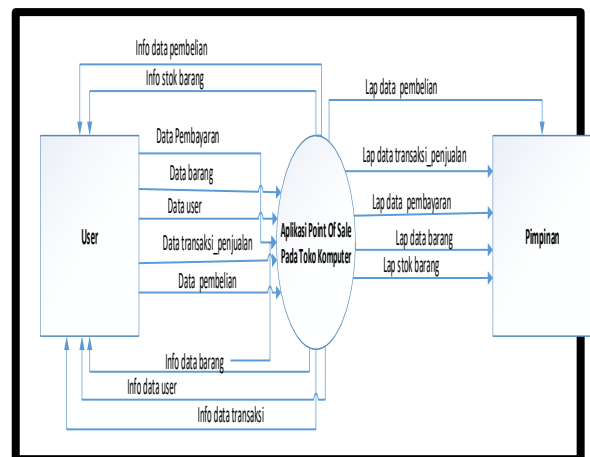 Info data pembelian
Info stok barang
Lap data pembelian
Data Pembayaran
Data barang
Data user
Data transaksi_penjualan
Data pembelian
User
Aplikasi Point Of Sale
Pada Toko Komputer
Lap data transaksi_penjualan
Lap data pembayaran
Lap data barang
Lap stok barang
Pimpinan
Info data barang
Info data user
Info data transaksi